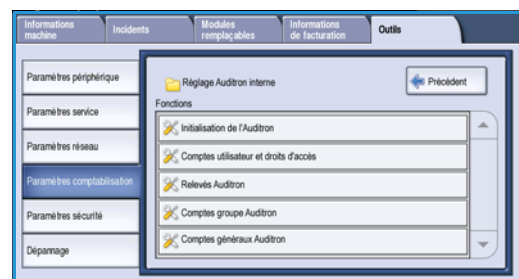 Informations
machine
Incidents
Modules
remplaçables
Informations
de facturation
Outils
Paramètres périphérique
Paramètres service
Paramètres réseau
Paramètres comptabilisation
Paramètres sécurité
Dépannage
Réglage Auditron interne
Précédent
Fonctions
Initialisation de l'Auditron
Comptes utilisateur et droits d'accès
Relevés Auditron
Comptes groupe Auditron
Comptes généraux Auditron